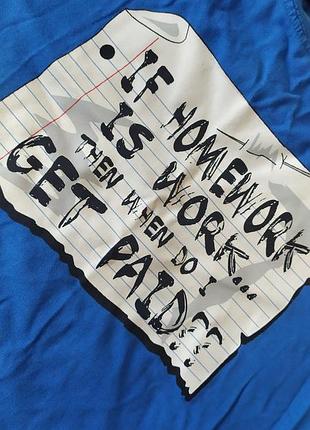 IF HOMEWORK
IS WORK...
THEN WHEN DO I
GET PAID??